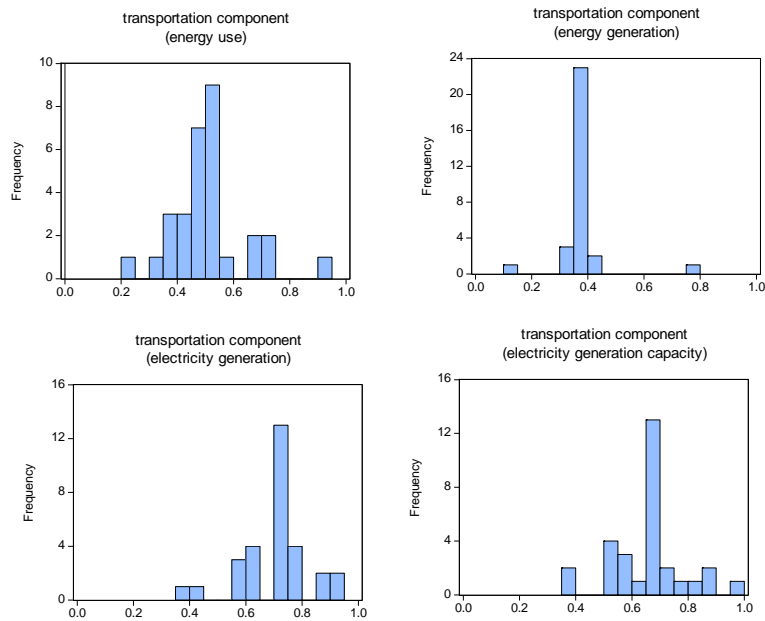 transportation component
(energy use)
10
8
6
4
2
0
Frequency
0.0 0.2 0.4 0.6 0.8 1.0
transportation component
(energy generation)
24
20
16
12
8
4
0
Frequency
0.0 0.2 0.4 0.6 0.8 1.0
transportation component
(electricity generation)
16
12
8
4
0
Frequency
0.0 0.2 0.4 0.6 0.8 1.0
transportation component
(electricity generation capacity)
16
12
8
4
0
Frequency
0.0 0.2 0.4 0.6 0.8 1.0